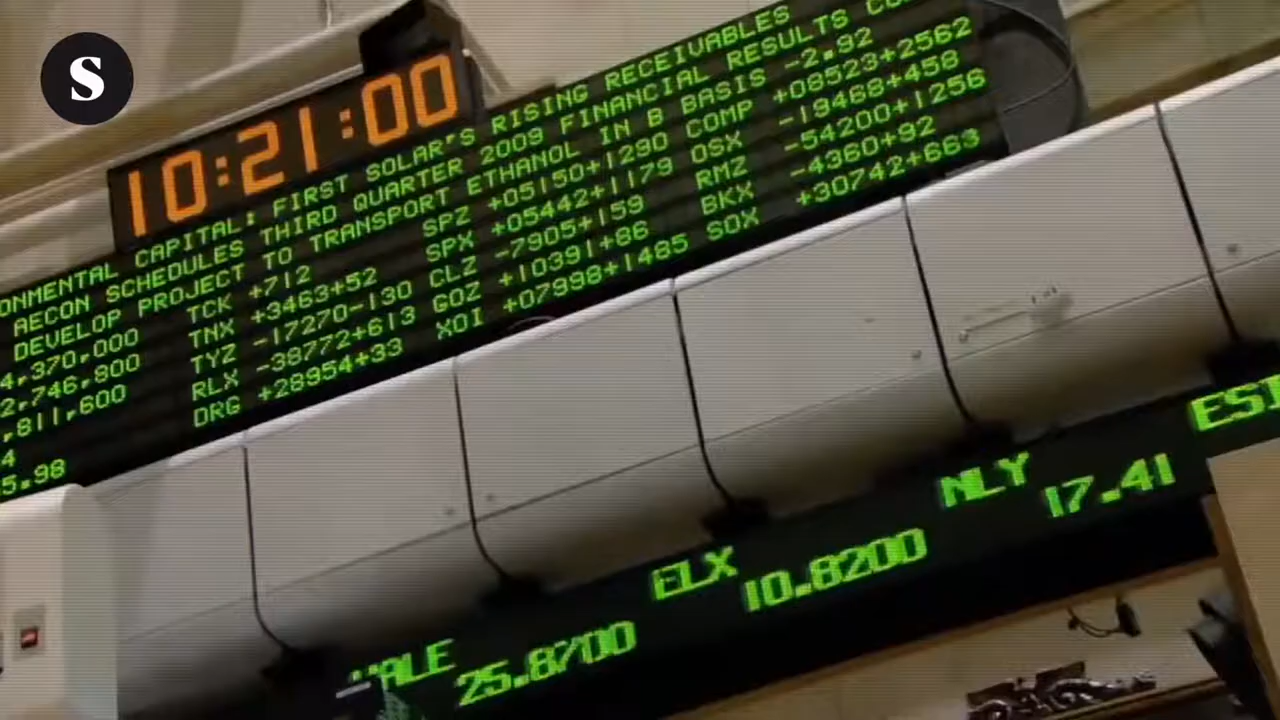 S
10:21:00
ONMENTAL CAPITAL: FIRST SOLAR'S RISING RECEIVABLES
AECON SCHEDULES THIRD QUARTER 2009 FINANCIAL RESULTS
DEVELOP PROJECT TO TRANSPORT ETHANOL IN B BASIS -2.92
4,370,000 TCK +712 SPZ +05150+1290 COMP +08523+2562
2,746,800 TNX +3463+52 SPX +05442+1179 OSX -19468+458
,811,600 TYZ -17270-130 CLZ -7905+159 RMZ -54200+1256
4 RLX -38772+613 GOZ +10391+86 BKX -4360+92
5.98 DRG +28954+33 XOI +07998+1485 SOX +30742+663
ALE 25.8700 ELX 10.8200 NLY 17.41